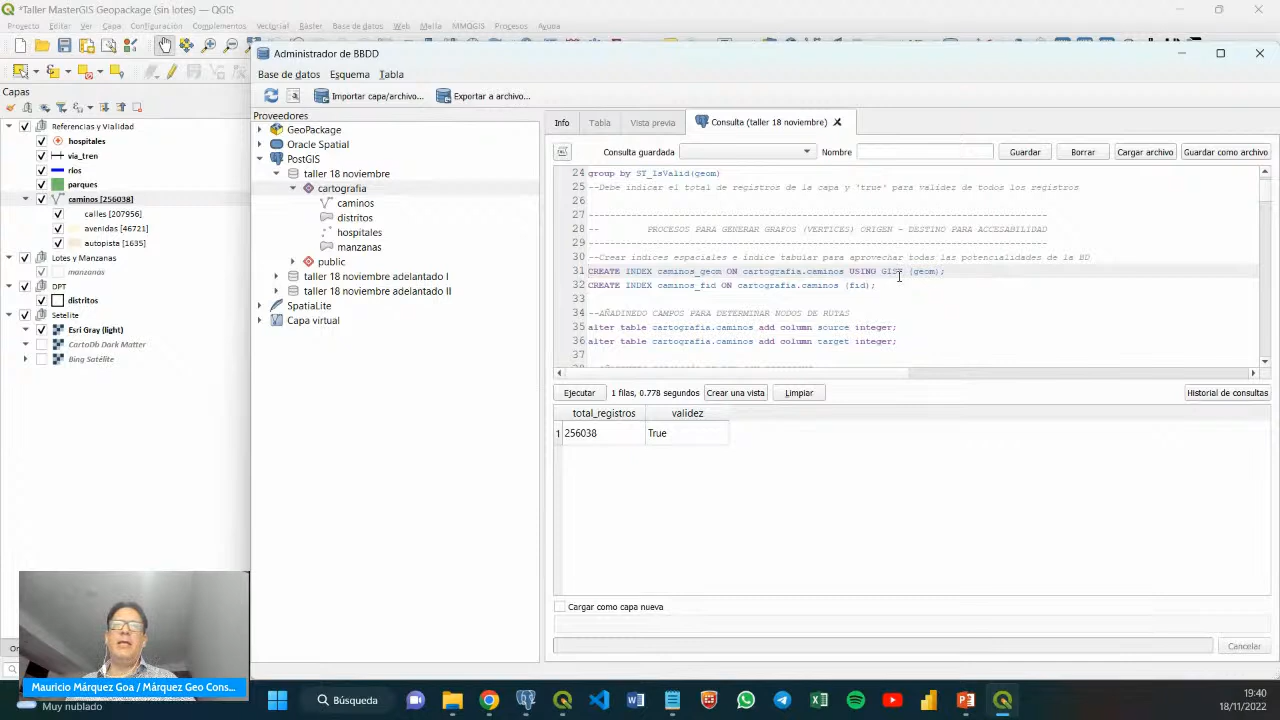 *Taller MasterGIS Geopackage (sin lotes) — QGIS
Proyecto Editar Ver Capa Configuración Complementos Vectorial Ráster Base de datos Web Malla MMQGIS Procesos Ayuda
Administrador de BBDD
Base de datos Esquema Tabla
Importar capa/archivo... Exportar a archivo...
Capas
Referencias y Vialidad
hospitales
via_tren
rios
parques
caminos [256038]
calles [207956]
avenidas [46721]
autopista [1635]
Lotes y Manzanas
manzanas
DPT
distritos
Setelite
Esri Gray (light)
CartoDb Dark Matter
Bing Satélite
Proveedores
GeoPackage
Oracle Spatial
PostGIS
taller 18 noviembre
cartografia
caminos
distritos
hospitales
manzanas
public
taller 18 noviembre adelantado I
taller 18 noviembre adelantado II
SpatiaLite
Capa virtual
Info Tabla Vista previa Consulta (taller 18 noviembre)
Consulta guardada Nombre Guardar Borrar Cargar archivo Guardar como archivo
24 group by ST_IsValid(geom)
25 --Debe indicar el total de registros de la capa y 'true' para validez de todos los registros
26
27 ------------------------------------------------------------------------------
28 -- PROCESOS PARA GENERAR GRAFOS (VERTICES) ORIGEN - DESTINO PARA ACCESABILIDAD
29 ------------------------------------------------------------------------------
30 --Crear indices espaciales e indice tabular para aprovechar todas las potencialidades de la BD
31 CREATE INDEX caminos_geom ON cartografia.caminos USING GIST (geom);
32 CREATE INDEX caminos_fid ON cartografia.caminos (fid);
33
34 --AÑADINEDO CAMPOS PARA DETERMINAR NODOS DE RUTAS
35 alter table cartografia.caminos add column source integer;
36 alter table cartografia.caminos add column target integer;
37
Ejecutar 1 filas, 0.778 segundos Crear una vista Limpiar Historial de consultas
total_registros validez
1 256038 True
Cargar como capa nueva
Cancelar
Mauricio Márquez Goa / Márquez Geo Cons...
Muy nublado
Búsqueda
19:40
18/11/2022